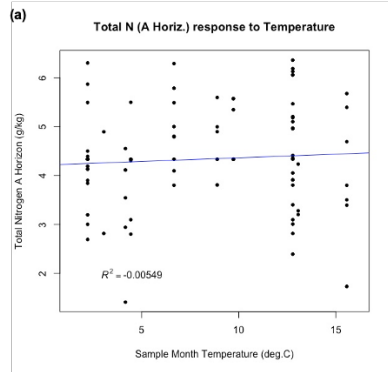 (a)
Total N (A Horiz.) response to Temperature
Total Nitrogen A Horizon (g/kg)
6
5
4
3
2
R² = -0.00549
5
10
15
Sample Month Temperature (deg.C)